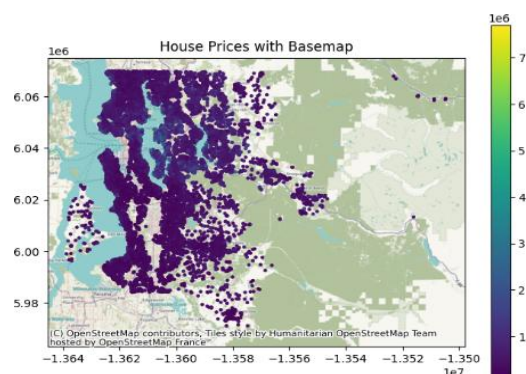 1e6
House Prices with Basemap
1e6
7
6.06
6
6.04
5
6.02
4
6.00
3
5.98
2
1
(C) OpenStreetMap contributors, Tiles style by Humanitarian OpenStreetMap Team
hosted by OpenStreetMap France
−1.364 −1.362 −1.360 −1.358 −1.356 −1.354 −1.352 −1.350
1e7